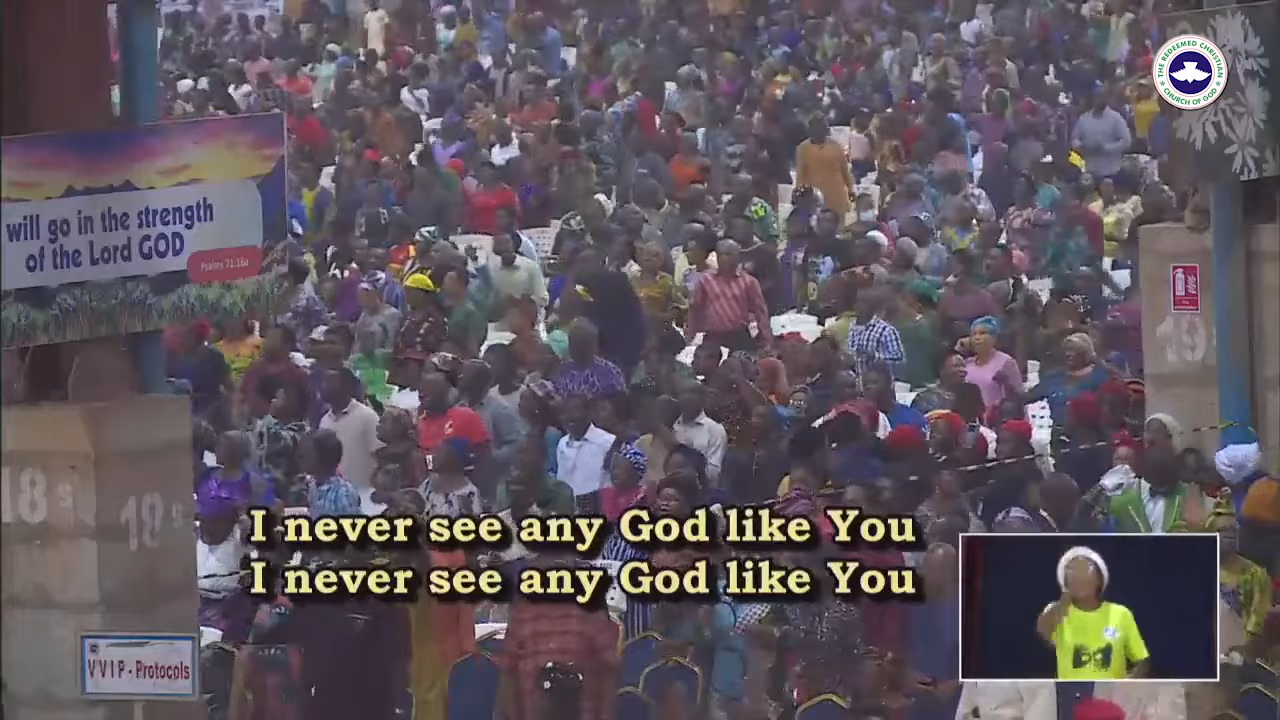 THE REDEEMED CHRISTIAN
CHURCH OF GOD
will go in the strength
of the Lord GOD
Psalms 71:16a
19
18 s
19 s
I never see any God like You
I never see any God like You
V V I P - Protocols